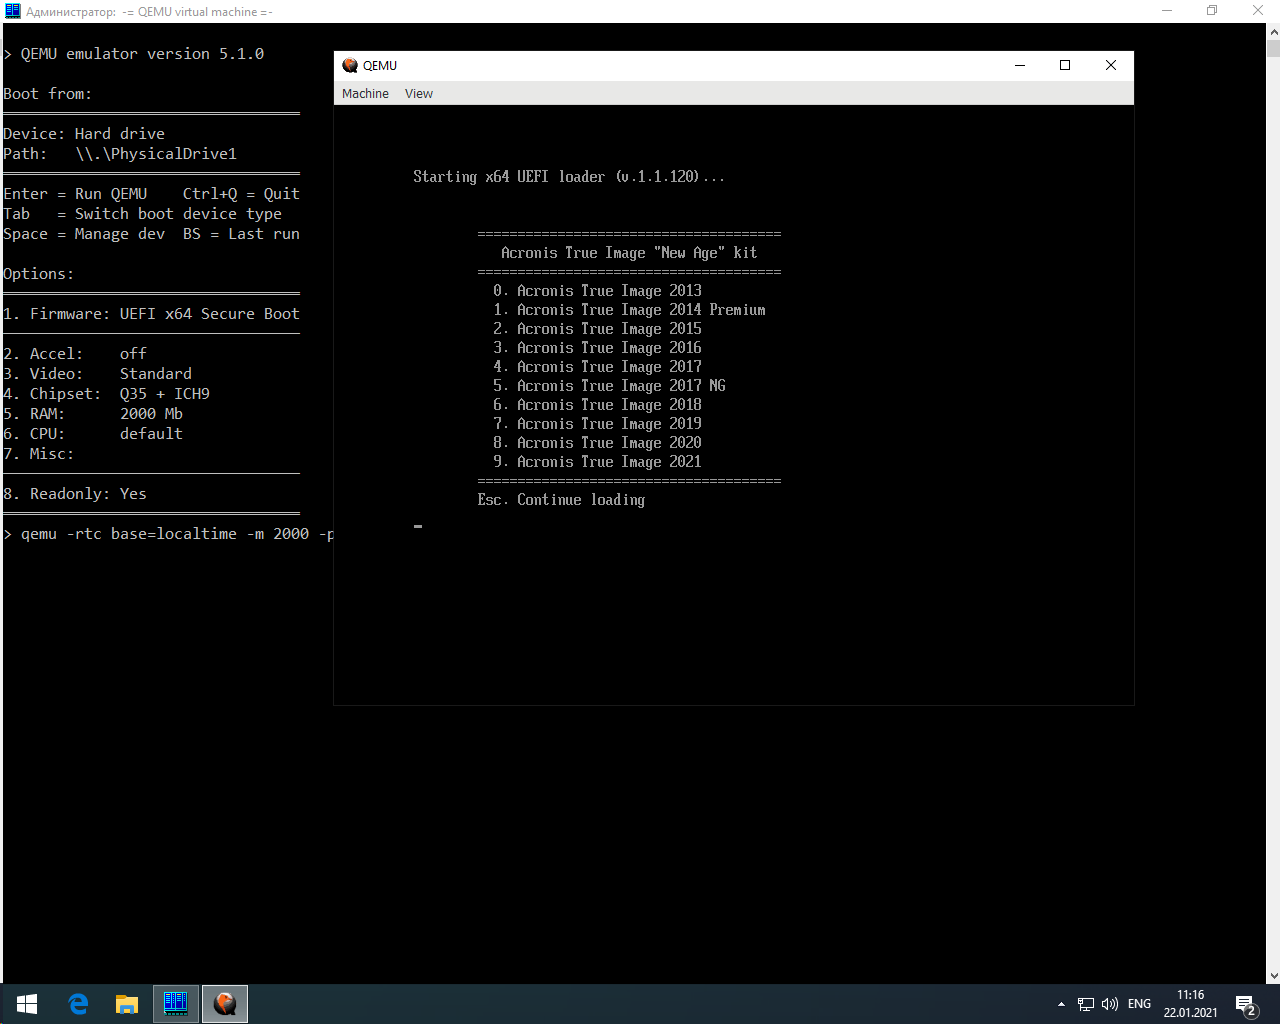 Администратор:  -= QEMU virtual machine =-
> QEMU emulator version 5.1.0
Boot from:
Device: Hard drive
Path:   \\.\PhysicalDrive1
Enter = Run QEMU    Ctrl+Q = Quit
Tab   = Switch boot device type
Space = Manage dev  BS = Last run
Options:
1. Firmware: UEFI x64 Secure Boot
2. Accel:    off
3. Video:    Standard
4. Chipset:  Q35 + ICH9
5. RAM:      2000 Mb
6. CPU:      default
7. Misc:
8. Readonly: Yes
> qemu -rtc base=localtime -m 2000 -p
QEMU
Machine View
Starting x64 UEFI loader (v.1.1.120)...
======================================
Acronis True Image "New Age" kit
======================================
0. Acronis True Image 2013
1. Acronis True Image 2014 Premium
2. Acronis True Image 2015
3. Acronis True Image 2016
4. Acronis True Image 2017
5. Acronis True Image 2017 NG
6. Acronis True Image 2018
7. Acronis True Image 2019
8. Acronis True Image 2020
9. Acronis True Image 2021
======================================
Esc. Continue loading
ENG
11:16
22.01.2021
2